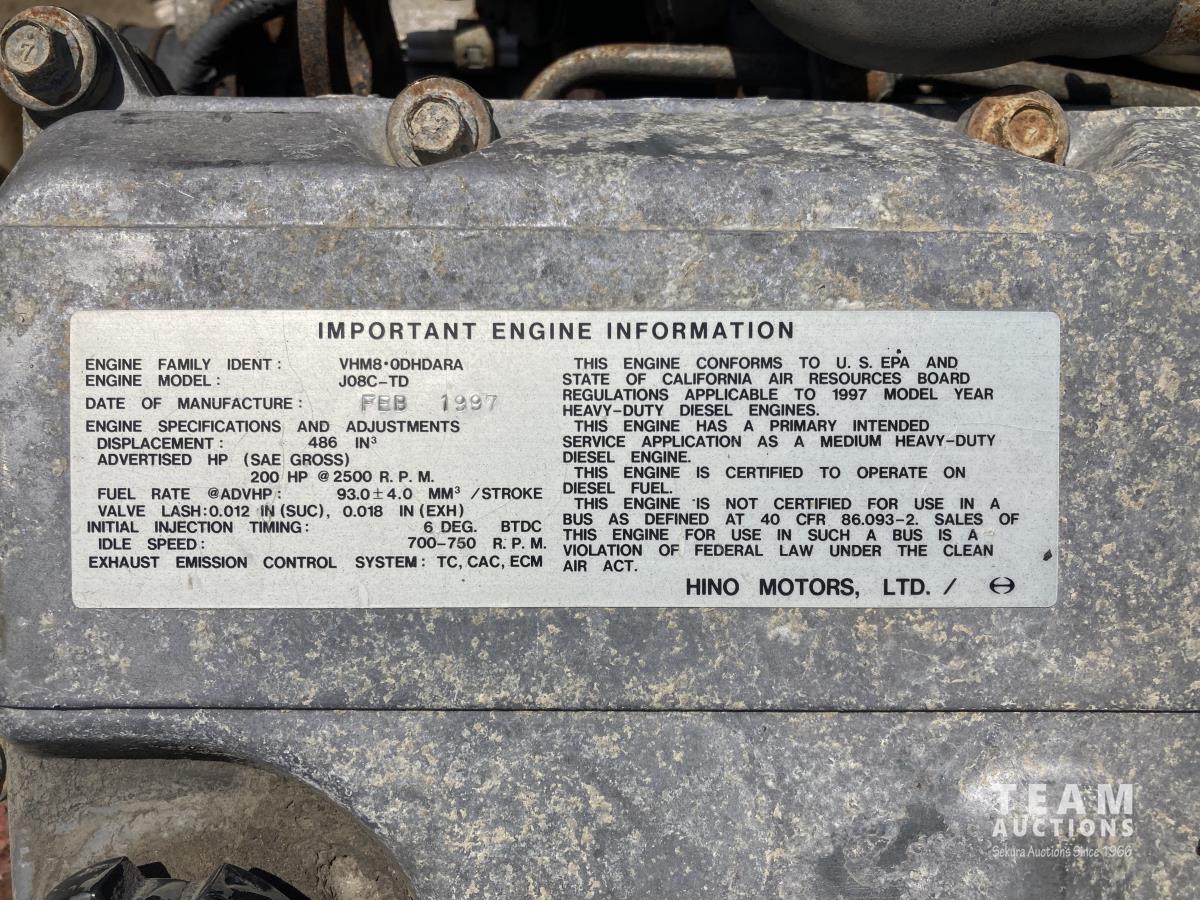 7
IMPORTANT ENGINE INFORMATION
ENGINE FAMILY IDENT: VHM8·0DHDARA
ENGINE MODEL: J08C-TD
DATE OF MANUFACTURE: FEB 1997
ENGINE SPECIFICATIONS AND ADJUSTMENTS
DISPLACEMENT: 486 IN³
ADVERTISED HP (SAE GROSS)
200 HP @2500 R.P.M.
FUEL RATE @ADVHP: 93.0±4.0 MM³/STROKE
VALVE LASH:0.012 IN(SUC), 0.018 IN(EXH)
INITIAL INJECTION TIMING: 6 DEG. BTDC
IDLE SPEED: 700-750 R.P.M.
EXHAUST EMISSION CONTROL SYSTEM: TC, CAC, ECM
THIS ENGINE CONFORMS TO U.S.EPA AND
STATE OF CALIFORNIA AIR RESOURCES BOARD
REGULATIONS APPLICABLE TO 1997 MODEL YEAR
HEAVY-DUTY DIESEL ENGINES.
THIS ENGINE HAS A PRIMARY INTENDED
SERVICE APPLICATION AS A MEDIUM HEAVY-DUTY
DIESEL ENGINE.
THIS ENGINE IS CERTIFIED TO OPERATE ON
DIESEL FUEL.
THIS ENGINE IS NOT CERTIFIED FOR USE IN A
BUS AS DEFINED AT 40 CFR 86.093-2. SALES OF
THIS ENGINE FOR USE IN SUCH A BUS IS A
VIOLATION OF FEDERAL LAW UNDER THE CLEAN
AIR ACT.
HINO MOTORS, LTD. /
TEAM
AUCTIONS
Sekura Auctions Since 1966